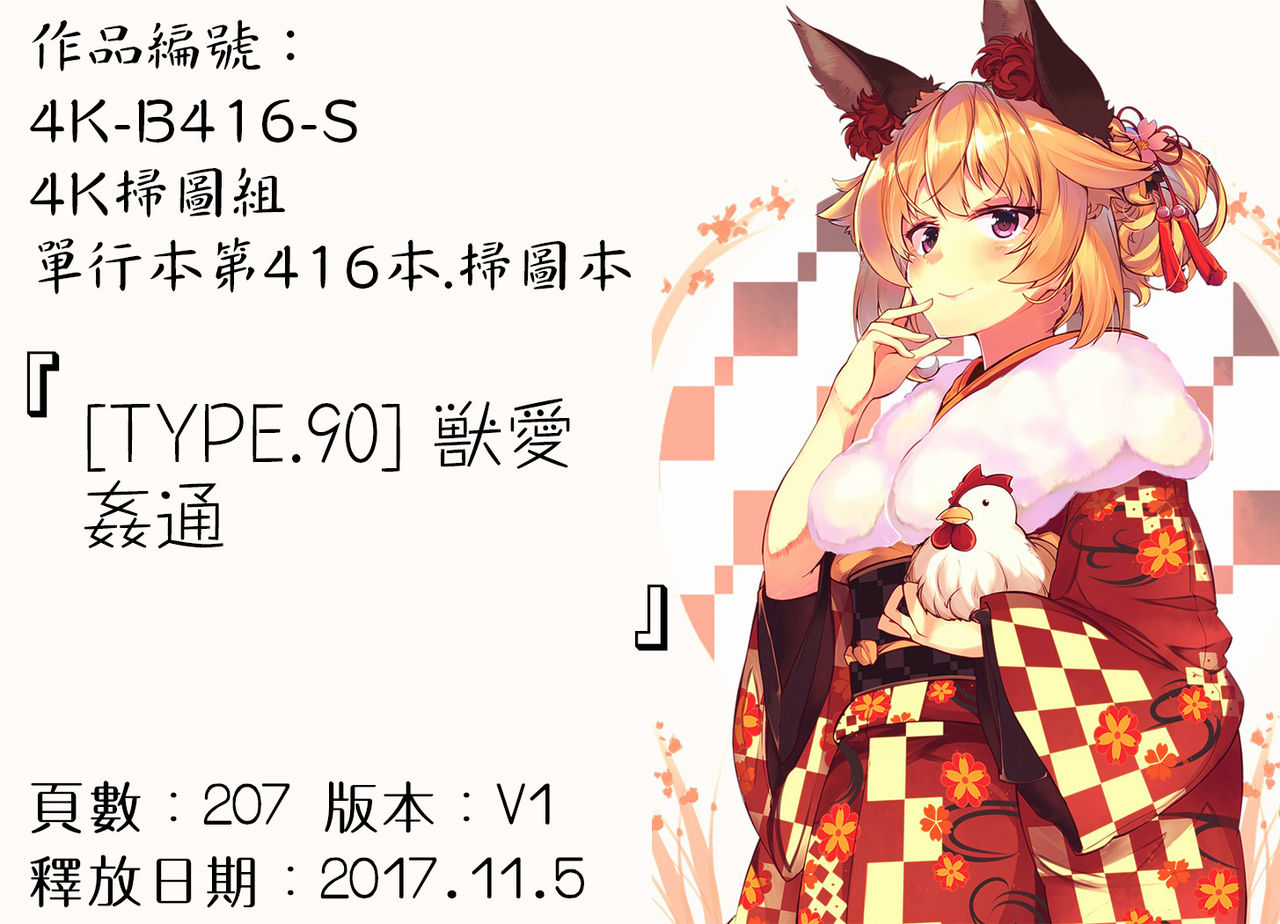 作品編號：
4K-B416-S
4K掃圖組
單行本第416本.掃圖本
『
[TYPE.90] 獣愛
姦通
』
頁數：207 版本：V1
釋放日期：2017.11.5